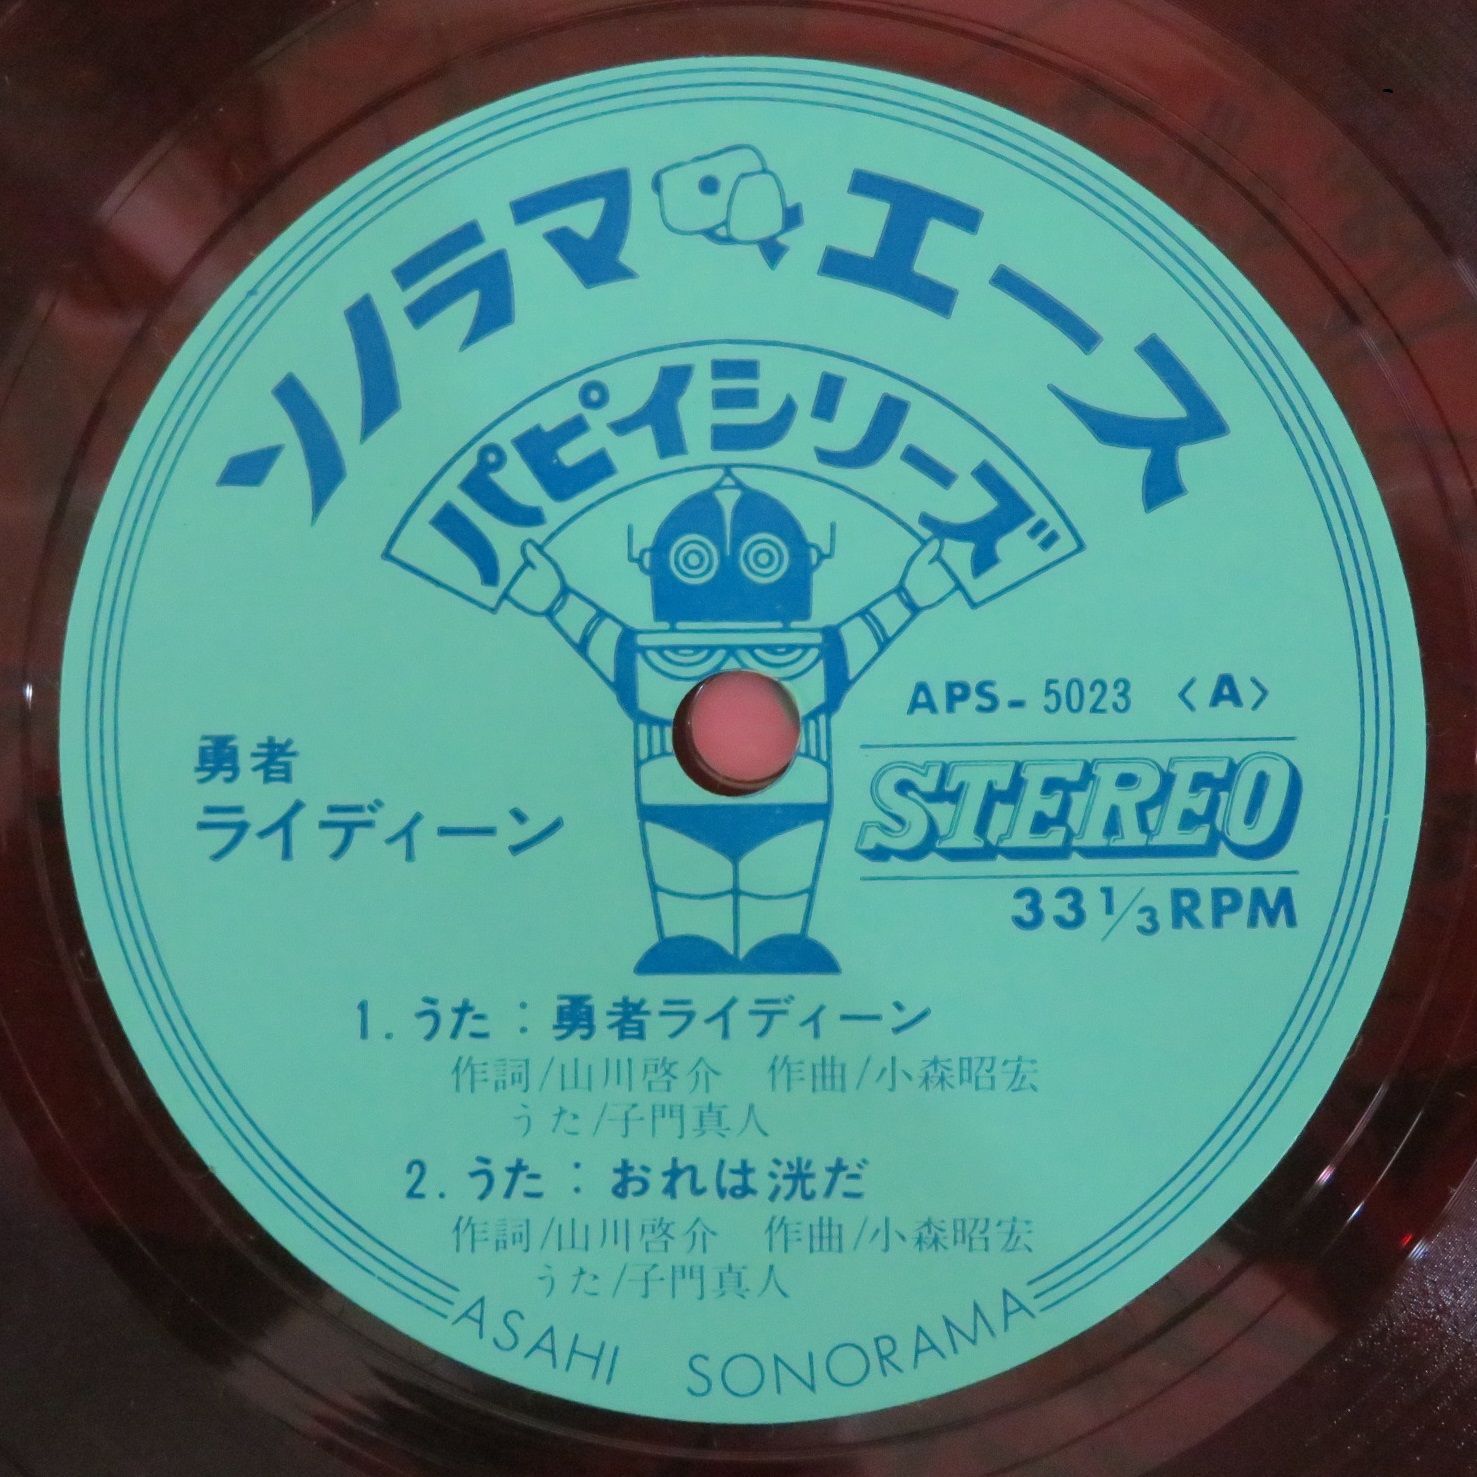 ソノラマエース
パピイシリーズ
APS-5023 〈A〉
STEREO
33 1/3 RPM
勇者
ライディーン
1. うた：勇者ライディーン
作詞/山川啓介　作曲/小森昭宏
うた/子門真人
2. うた：おれは洸だ
作詞/山川啓介　作曲/小森昭宏
うた/子門真人
ASAHI SONORAMA